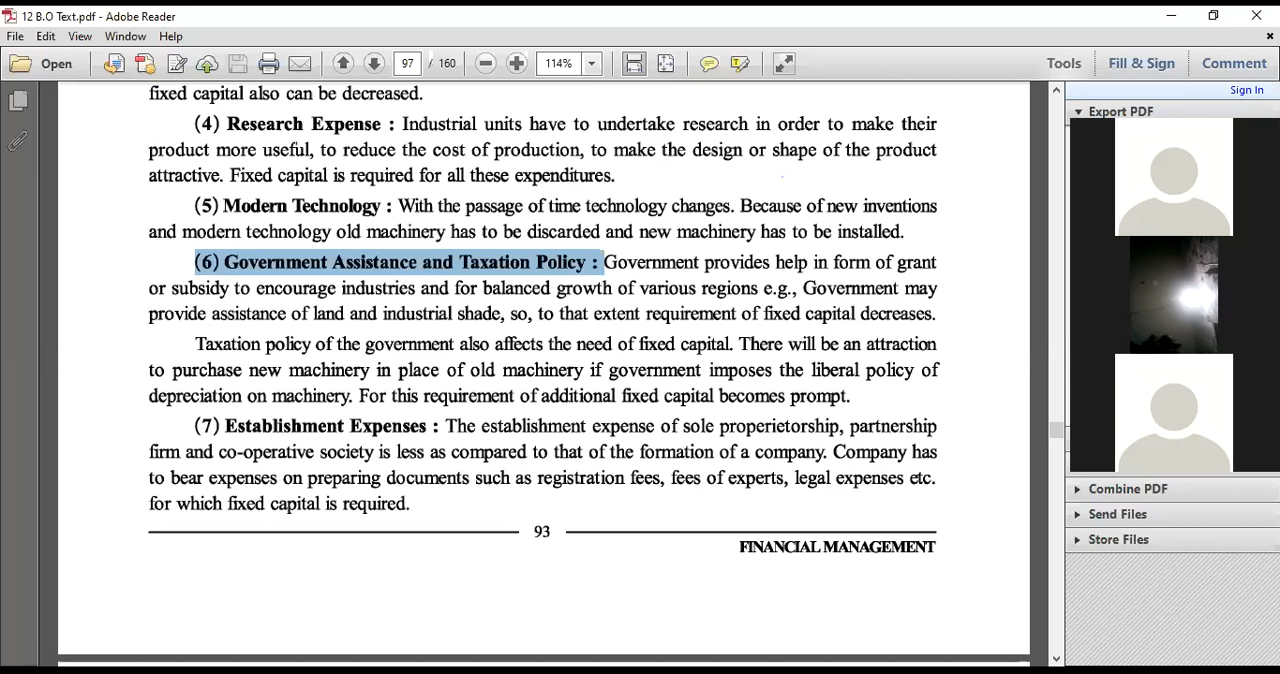 12 B.O Text.pdf - Adobe Reader
File Edit View Window Help
Open 97 / 160 114% Tools Fill & Sign Comment
Sign In
Export PDF
fixed capital also can be decreased.
(4) Research Expense : Industrial units have to undertake research in order to make their
product more useful, to reduce the cost of production, to make the design or shape of the product
attractive. Fixed capital is required for all these expenditures.
(5) Modern Technology : With the passage of time technology changes. Because of new inventions
and modern technology old machinery has to be discarded and new machinery has to be installed.
(6) Government Assistance and Taxation Policy : Government provides help in form of grant
or subsidy to encourage industries and for balanced growth of various regions e.g., Government may
provide assistance of land and industrial shade, so, to that extent requirement of fixed capital decreases.
Taxation policy of the government also affects the need of fixed capital. There will be an attraction
to purchase new machinery in place of old machinery if government imposes the liberal policy of
depreciation on machinery. For this requirement of additional fixed capital becomes prompt.
(7) Establishment Expenses : The establishment expense of sole properietorship, partnership
firm and co-operative society is less as compared to that of the formation of a company. Company has
to bear expenses on preparing documents such as registration fees, fees of experts, legal expenses etc.
for which fixed capital is required.
93
FINANCIAL MANAGEMENT
Combine PDF
Send Files
Store Files